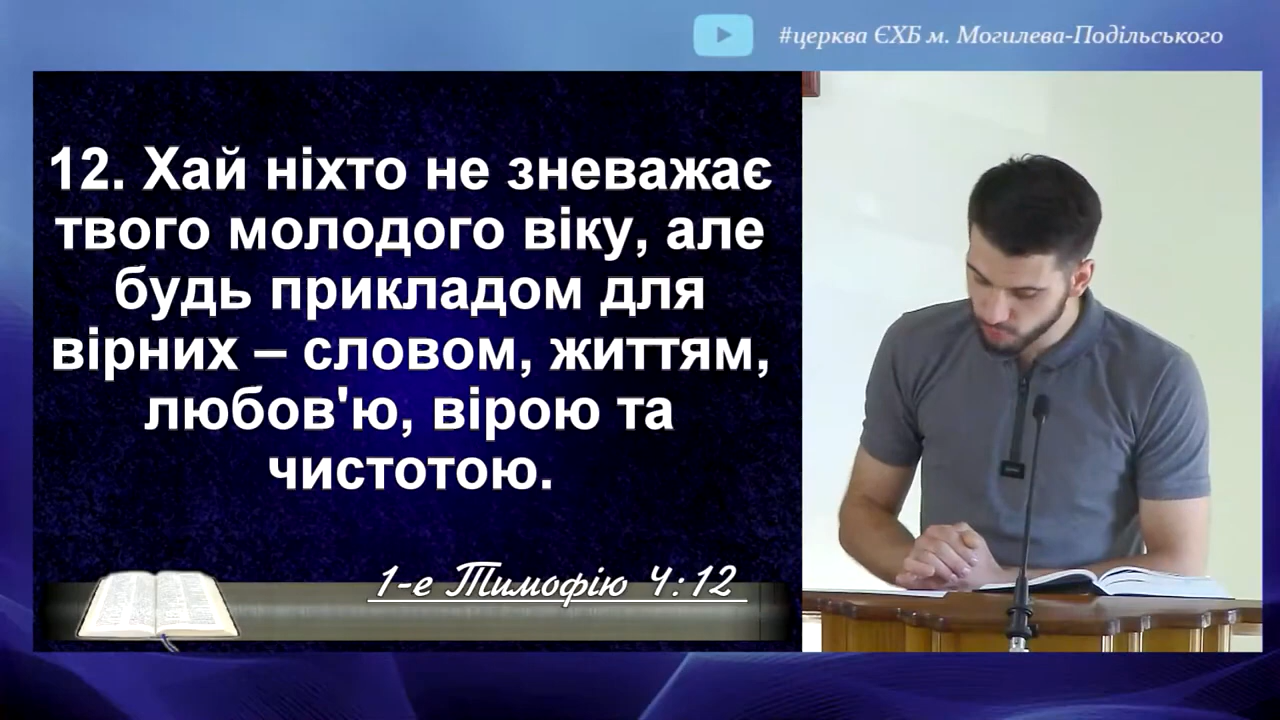 #церква ЄХБ м. Могилева-Подільського
12. Хай ніхто не зневажає
твого молодого віку, але
будь прикладом для
вірних – словом, життям,
любов'ю, вірою та
чистотою.
1-е Тимофію 4:12